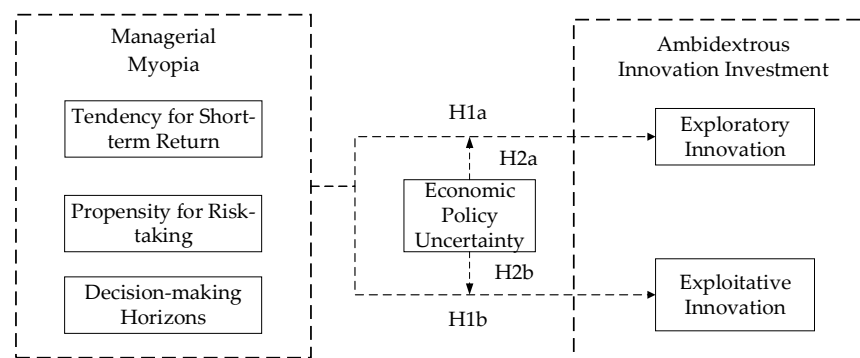 Managerial
Myopia
Tendency for Short-
term Return
Propensity for Risk-
taking
Decision-making
Horizons
H1a
H2a
Economic
Policy
Uncertainty
H2b
H1b
Ambidextrous
Innovation Investment
Exploratory
Innovation
Exploitative
Innovation